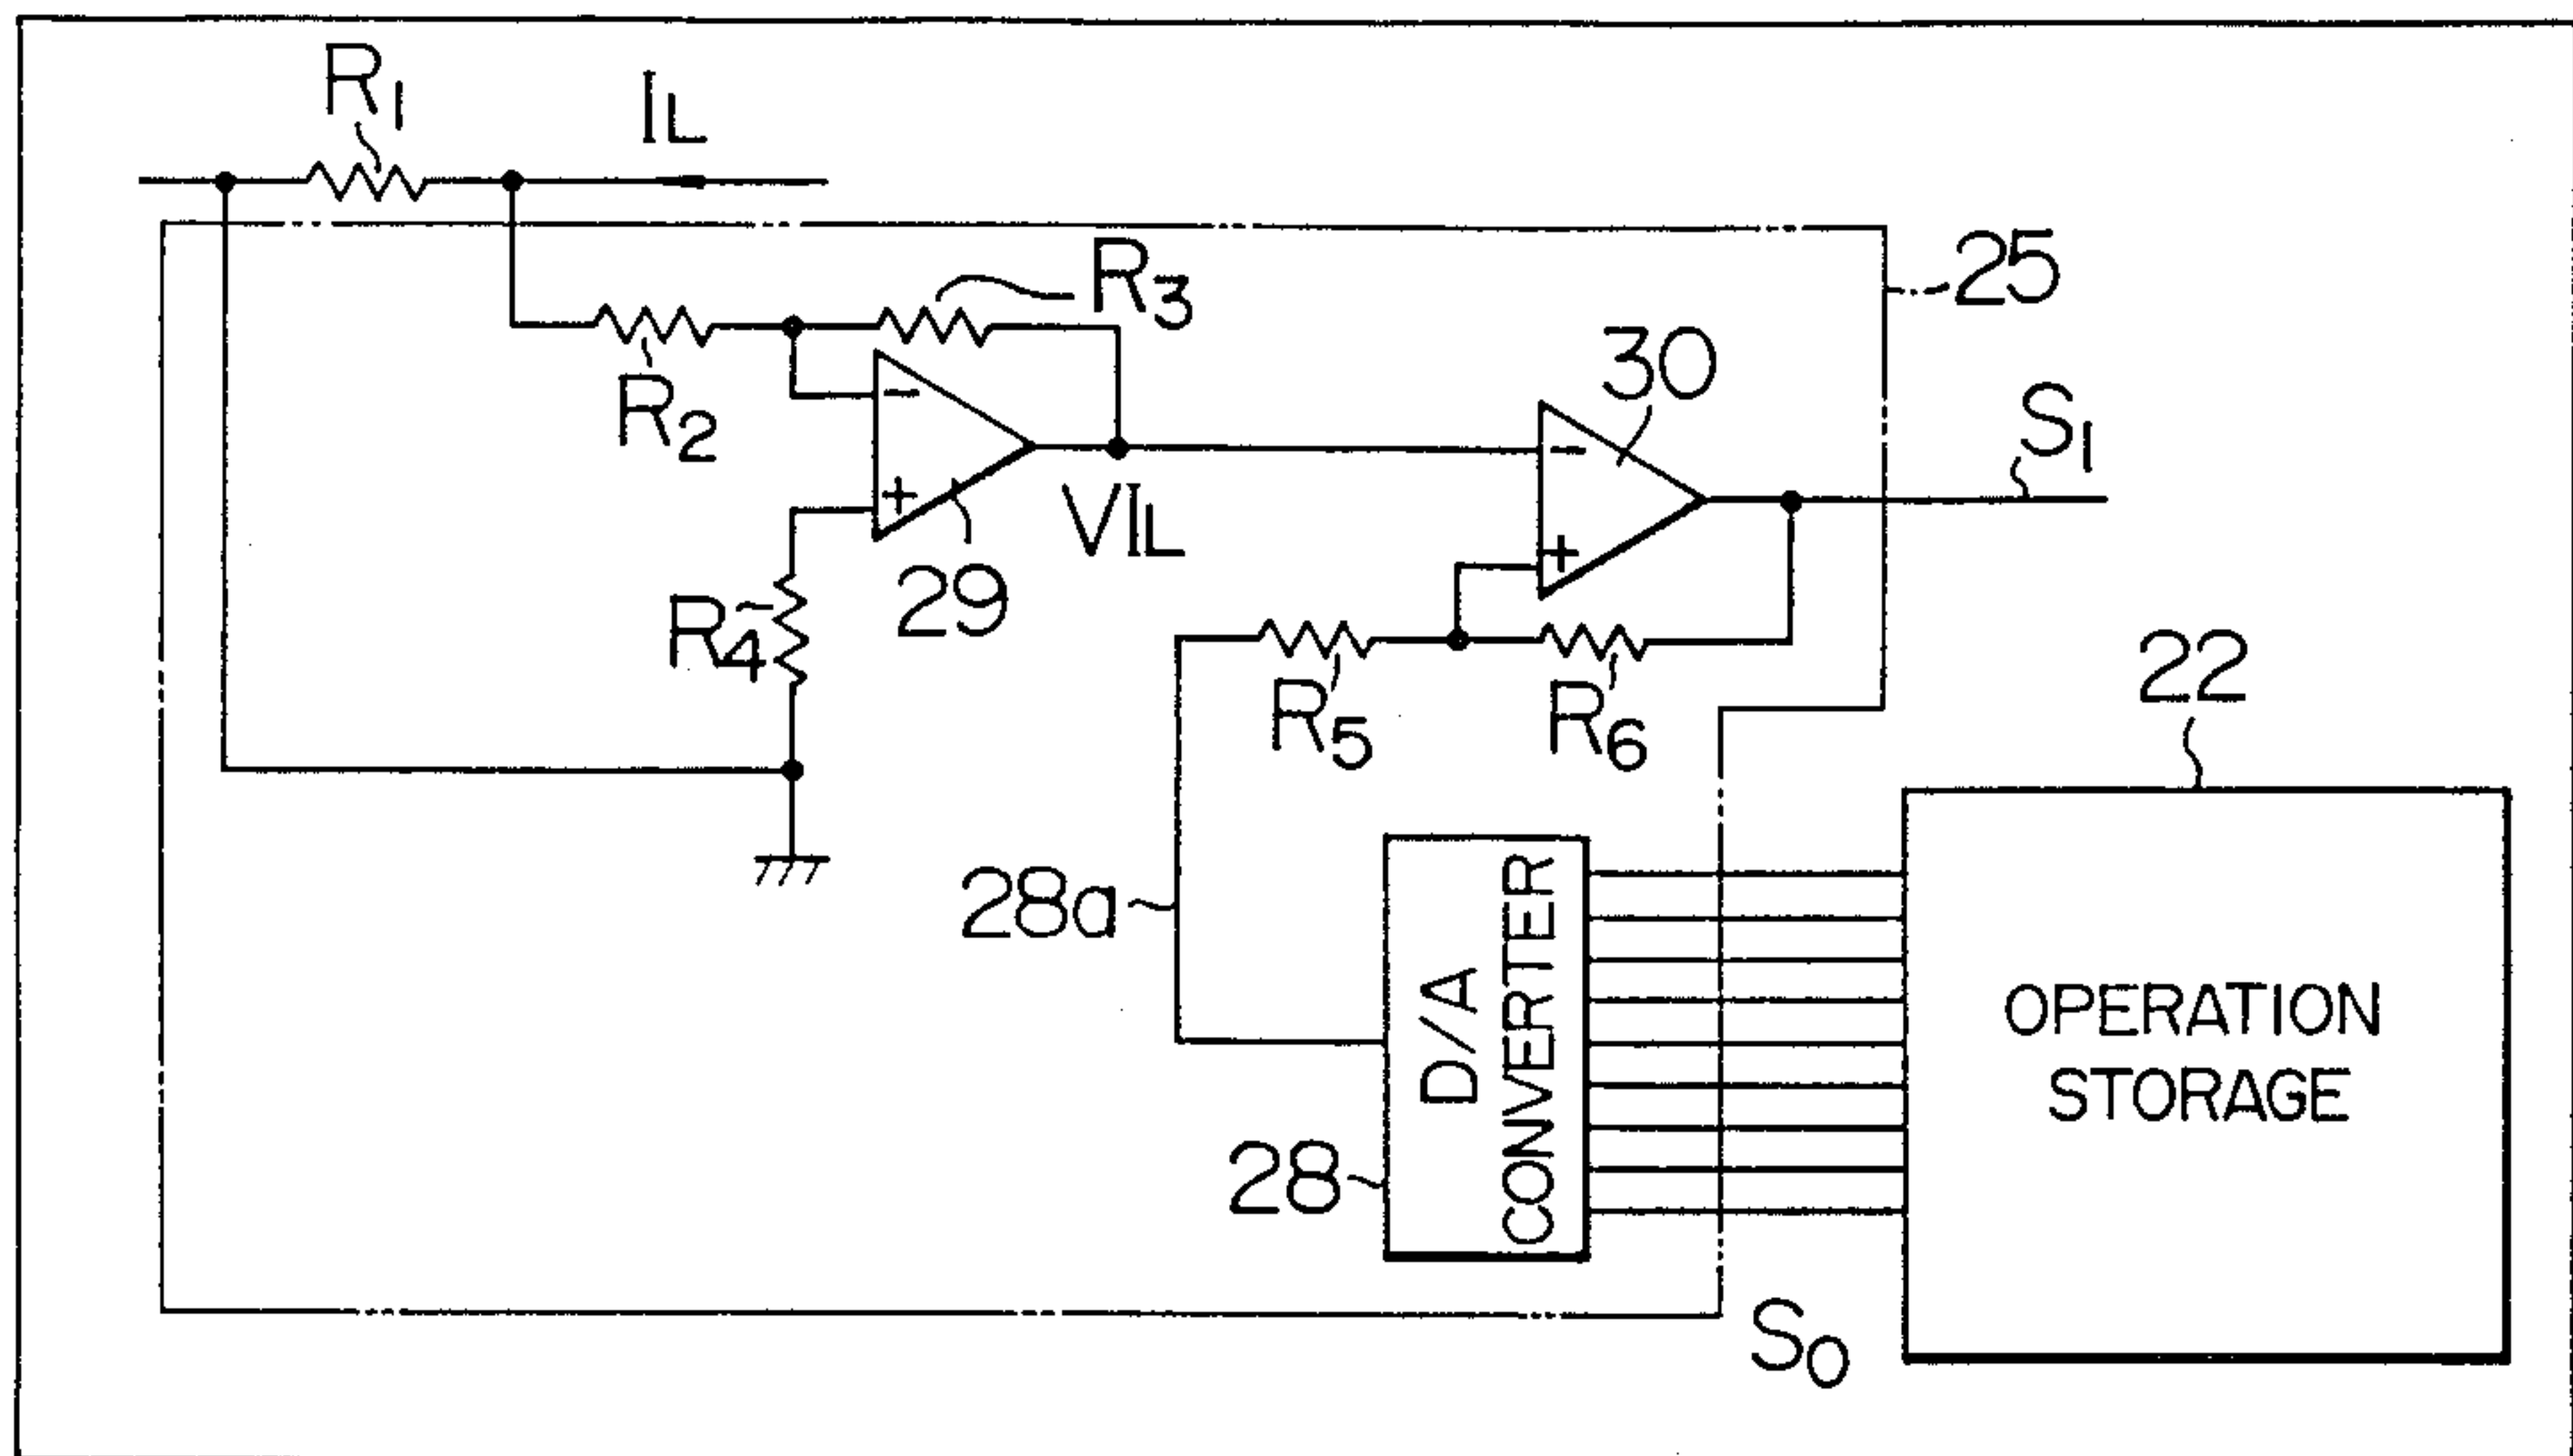 R1
IL
R3
25
R2
30
S1
-
-
+
VIL
+
29
R4
22
R5
R6
28a
D/A
CONVERTER
OPERATION
STORAGE
28
S0